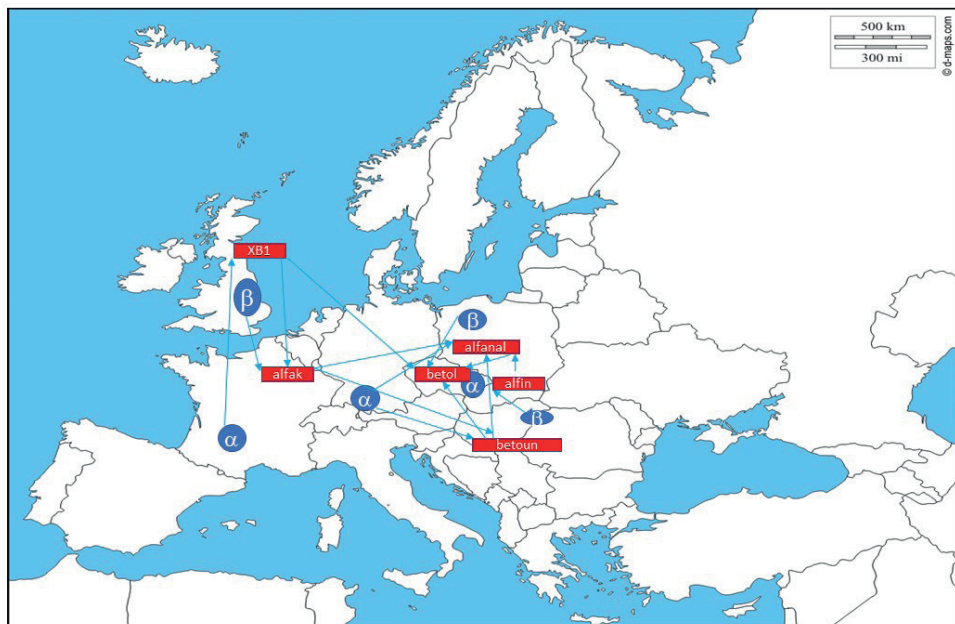 500 km
300 mi
© d-maps.com
XB1
β
β
alfanal
alfak
betol
α
alfin
α
β
α
betoun